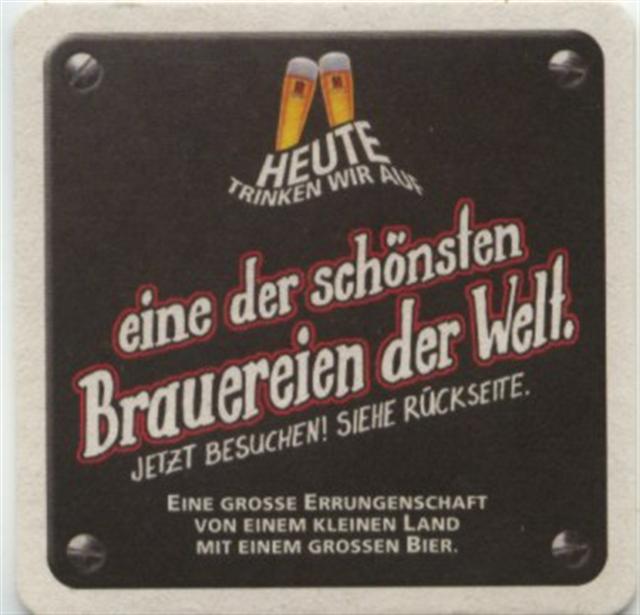 HEUTE
TRINKEN WIR AUF
eine der schönsten
Brauereien der Welt.
JETZT BESUCHEN! SIEHE RÜCKSEITE.
EINE GROSSE ERRUNGENSCHAFT
VON EINEM KLEINEN LAND
MIT EINEM GROSSEN BIER.